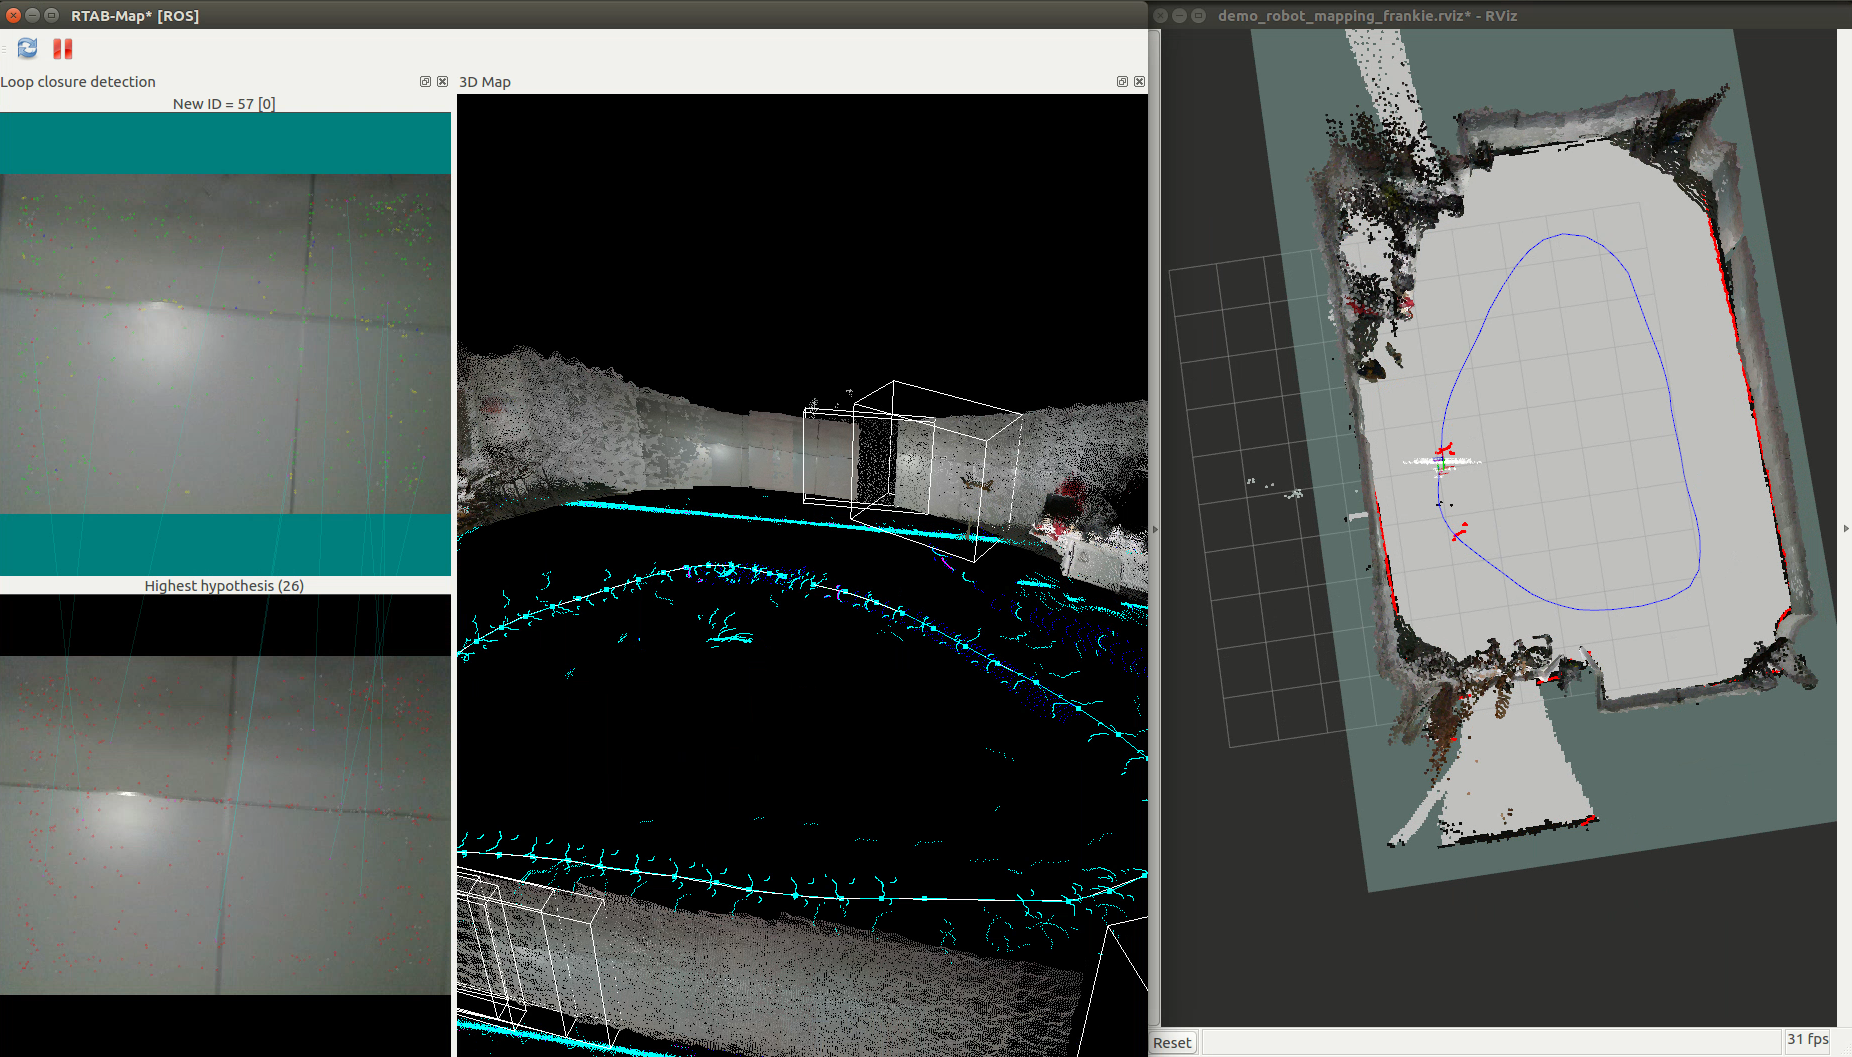 RTAB-Map* [ROS]
demo_robot_mapping_frankie.rviz* - RViz
Loop closure detection
3D Map
New ID = 57 [0]
Highest hypothesis (26)
Reset
31 fps